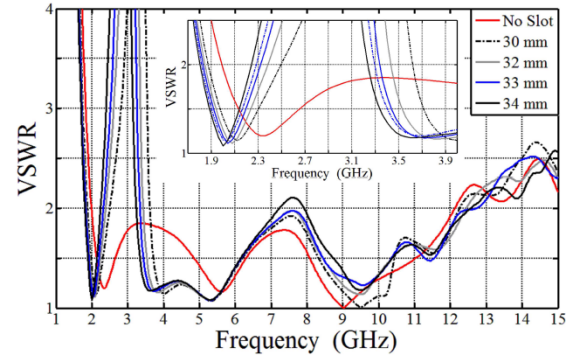 VSWR
4
3
2
1
1 2 3 4 5 6 7 8 9 10 11 12 13 14 15
Frequency (GHz)
VSWR
2
1
1.9 2.3 2.7 3.1 3.5 3.9
Frequency (GHz)
No Slot
30 mm
32 mm
33 mm
34 mm